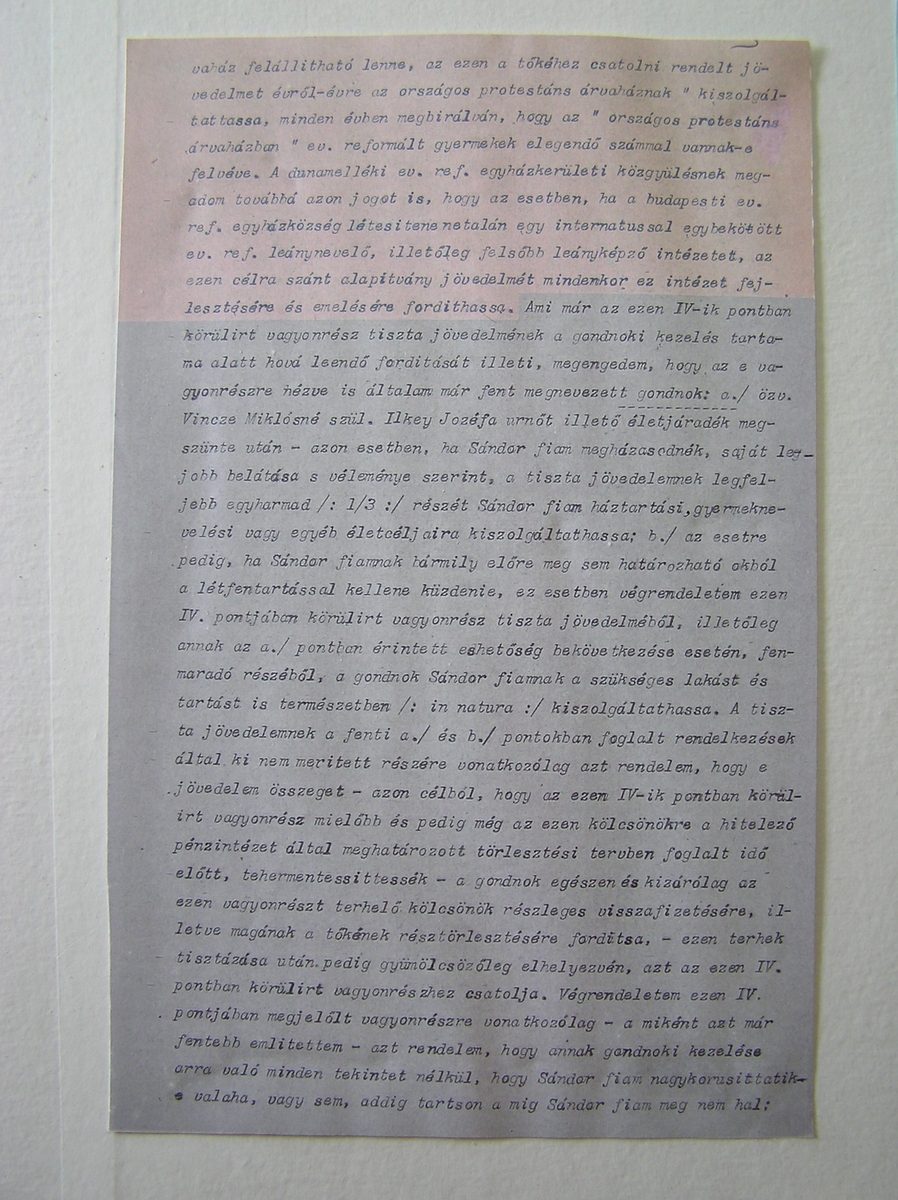 vaház felállitható lenne, az ezen a tőkéhez csatolni rendelt jö-
vedelmet évről-évre az országos protestáns árvaháznak " kiszolgál-
tattassa, minden évben megbirálván, hogy az " országos protestáns
árvaházban " ev. reformált gyermekek elegendő számmal vannak-e
felvéve. A dunamelléki ev. ref. egyházkerületi közgyülésnek meg-
adom továbbá azon jogot is, hogy az esetben, ha a budapesti ev.
ref. egyházközség létesitene netalán egy internatussal egybekötött
ev. ref. leánynevelő, illetőleg felsőbb leányképző intézetet, az
ezen célra szánt alapitvány jövedelmét mindenkor ez intézet fej-
lesztésére és emelésére fordithassa. Ami már az ezen IV-ik pontban
körülirt vagyonrész tiszta jövedelmének a gondnoki kezelés tarta-
ma alatt hová leendő forditását illeti, megengedem, hogy az e va-
gyonrészre nézve is általam már fent megnevezett gondnok: a./ özv.
Vincze Miklósné szül. Ilkey Jozéfa urnőt illető életjáradék meg-
szünte után - azon esetben, ha Sándor fiam megházasodnék, saját leg-
jobb belátása s véleménye szerint, a tiszta jövedelemnek legfel-
jebb egyharmad /: 1/3 :/ részét Sándor fiam háztartási, gyermekne-
velési vagy egyéb életcéljaira kiszolgáltathassa; b./ az esetre
pedig, ha Sándor fiamnak bármily előre meg sem határozható okból
a létfentartással kellene küzdenie, ez esetben végrendeletem ezen
IV. pontjában körülirt vagyonrész tiszta jövedelméből, illetőleg
annak az a./ pontban érintett eshetőség bekövetkezése esetén, fen-
maradó részéből, a gondnok Sándor fiamnak a szükséges lakást és
tartást is természetben /: in natura :/ kiszolgáltathassa. A tisz-
ta jövedelemnek a fenti a./ és b./ pontokban foglalt rendelkezések
által ki nem meritett részére vonatkozólag azt rendelem, hogy e
jövedelem összeget - azon célból, hogy az ezen IV-ik pontban körül-
irt vagyonrész mielőbb és pedig még az ezen kölcsönökre a hitelező
pénzintézet által meghatározott törlesztési tervben foglalt idő
előtt, tehermentessittessék - a gondnok egészen és kizárólag az
ezen vagyonrészt terhelő kölcsönök részleges visszafizetésére, il-
letve magának a tőkének résztörlesztésére forditsa, - ezen terhek
tisztázása után pedig gyümölcsözőleg elhelyezvén, azt az ezen IV.
pontban körülirt vagyonrészhez csatolja. Végrendeletem ezen IV.
pontjában megjelölt vagyonrészre vonatkozólag - a miként azt már
fentebb emlitettem - azt rendelem, hogy annak gondnoki kezelése
arra való minden tekintet nélkül, hogy Sándor fiam nagykorusittatik-
e valaha, vagy sem, addig tartson a mig Sándor fiam meg nem hal;